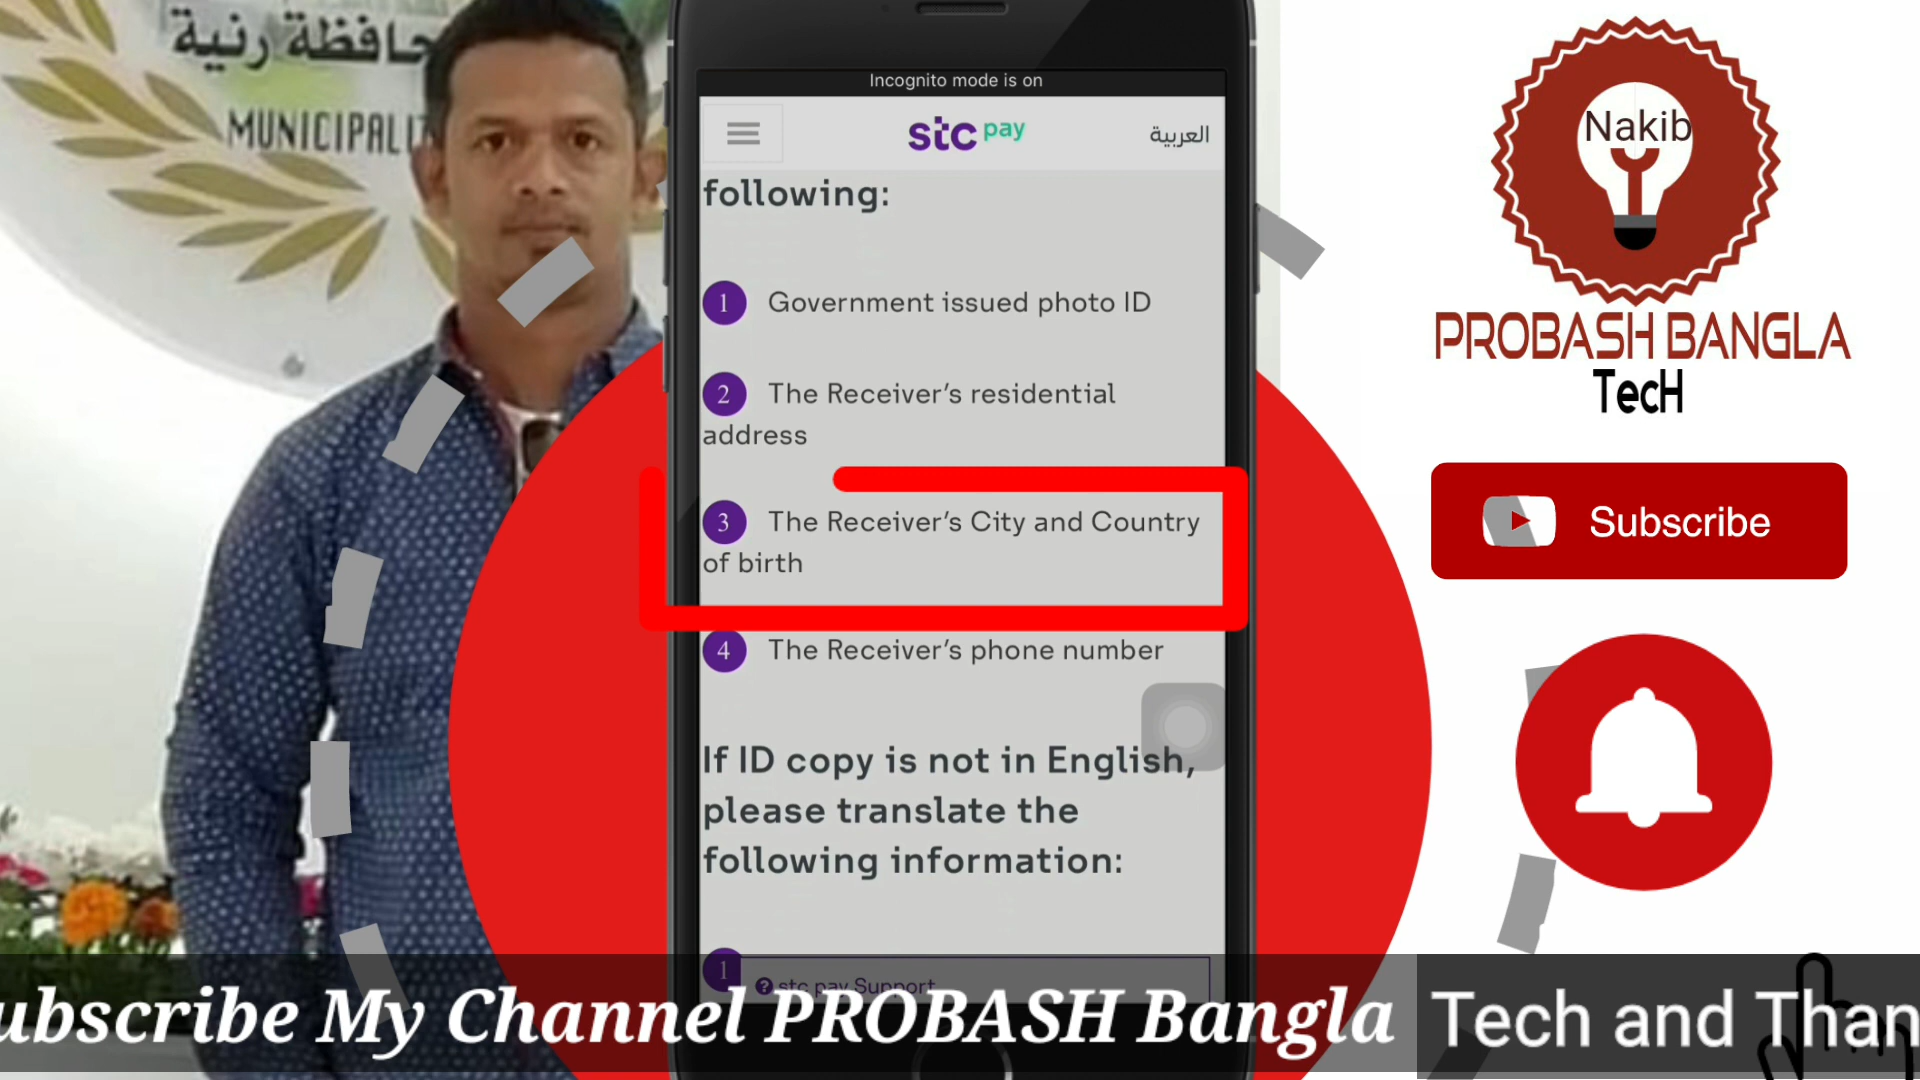 حافظة رنية
MUNICIPALI
Incognito mode is on
stc pay
العربية
following:
1 Government issued photo ID
2 The Receiver’s residential
address
3 The Receiver’s City and Country
of birth
4 The Receiver’s phone number
If ID copy is not in English,
please translate the
following information:
1
? stc pay Support
Nakib
PROBASH BANGLA
TecH
Subscribe
ubscribe My Channel PROBASH Bangla Tech and Than